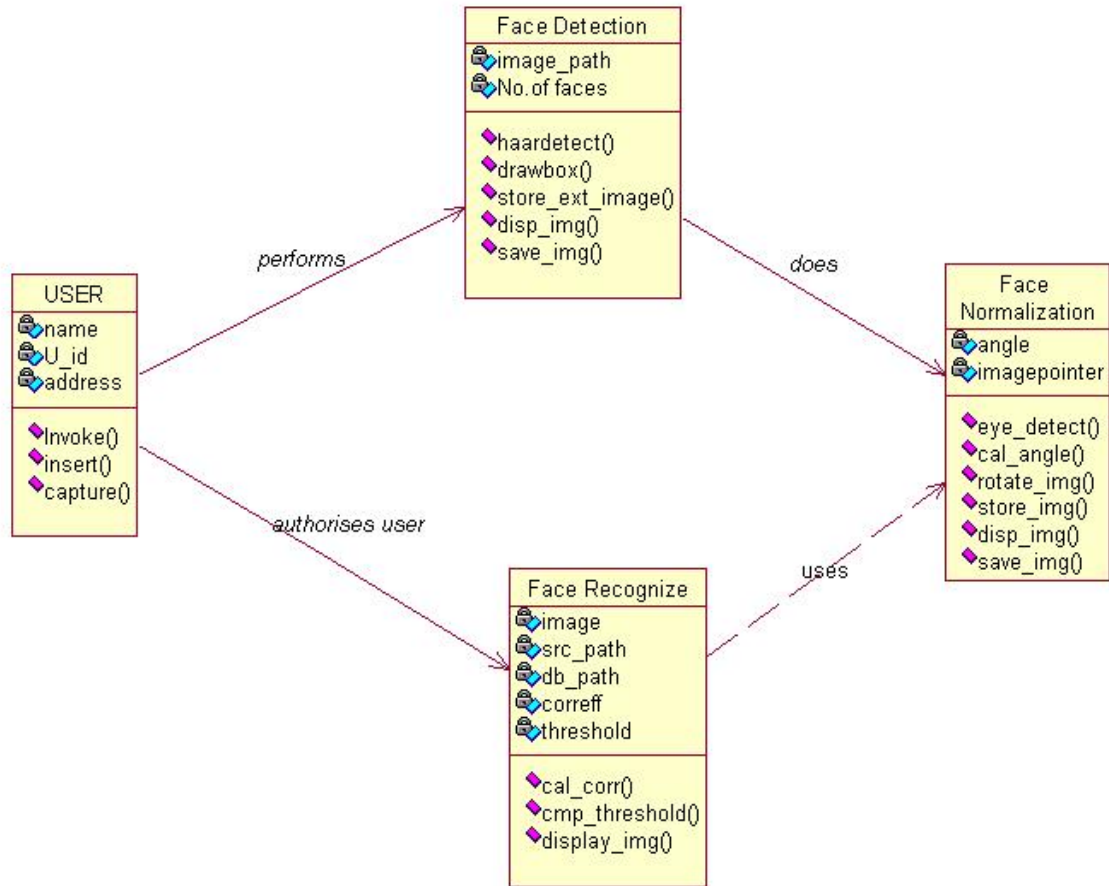 Face Detection
image_path
No.of faces
haardetect()
drawbox()
store_ext_image()
disp_img()
save_img()
performs
does
USER
name
U_id
address
Invoke()
insert()
capture()
Face
Normalization
angle
imagepointer
eye_detect()
cal_angle()
rotate_img()
store_img()
disp_img()
save_img()
authorises user
uses
Face Recognize
image
src_path
db_path
correff
threshold
cal_corr()
cmp_threshold()
display_img()